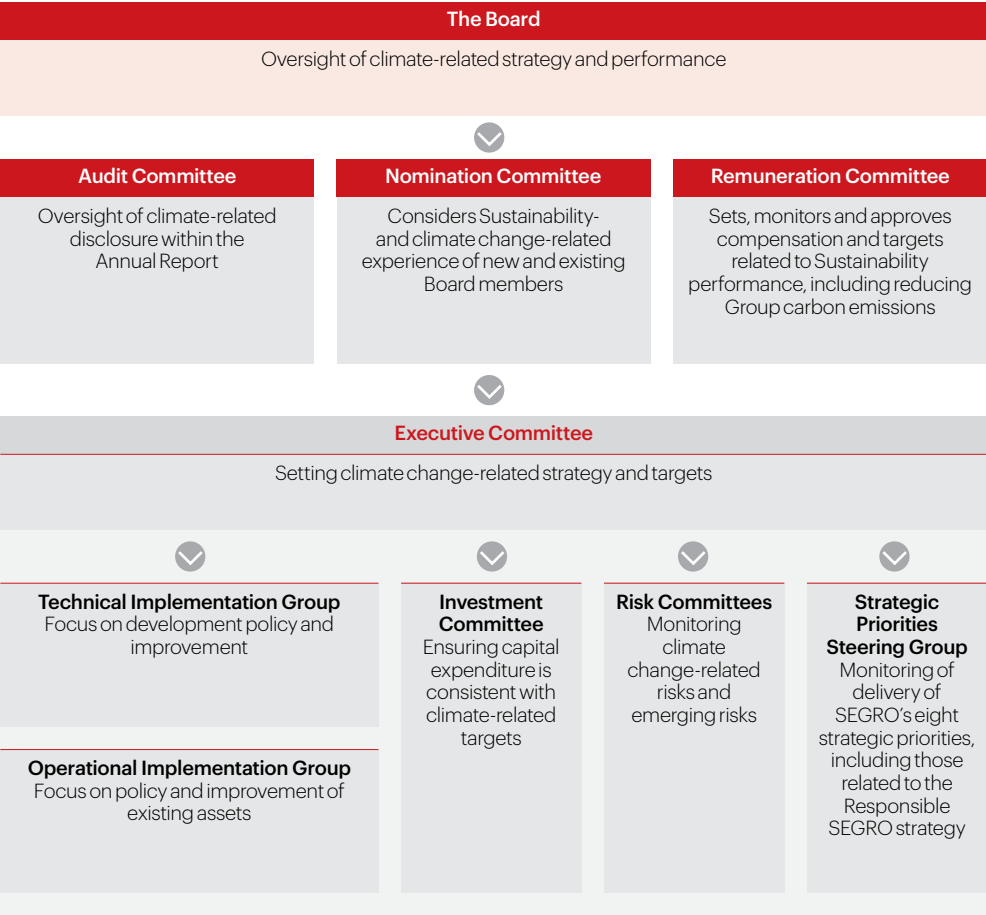 The Board
Oversight of climate-related strategy and performance
Audit Committee
Oversight of climate-related
disclosure within the
Annual Report
Nomination Committee
Considers Sustainability-
and climate change-related
experience of new and existing
Board members
Remuneration Committee
Sets, monitors and approves
compensation and targets
related to Sustainability
performance, including reducing
Group carbon emissions
Executive Committee
Setting climate change-related strategy and targets
Technical Implementation Group
Focus on development policy and
improvement
Operational Implementation Group
Focus on policy and improvement of
existing assets
Investment
Committee
Ensuring capital
expenditure is
consistent with
climate-related
targets
Risk Committees
Monitoring
climate
change-related
risks and
emerging risks
Strategic
Priorities
Steering Group
Monitoring of
delivery of
SEGRO’s eight
strategic priorities,
including those
related to the
Responsible
SEGRO strategy